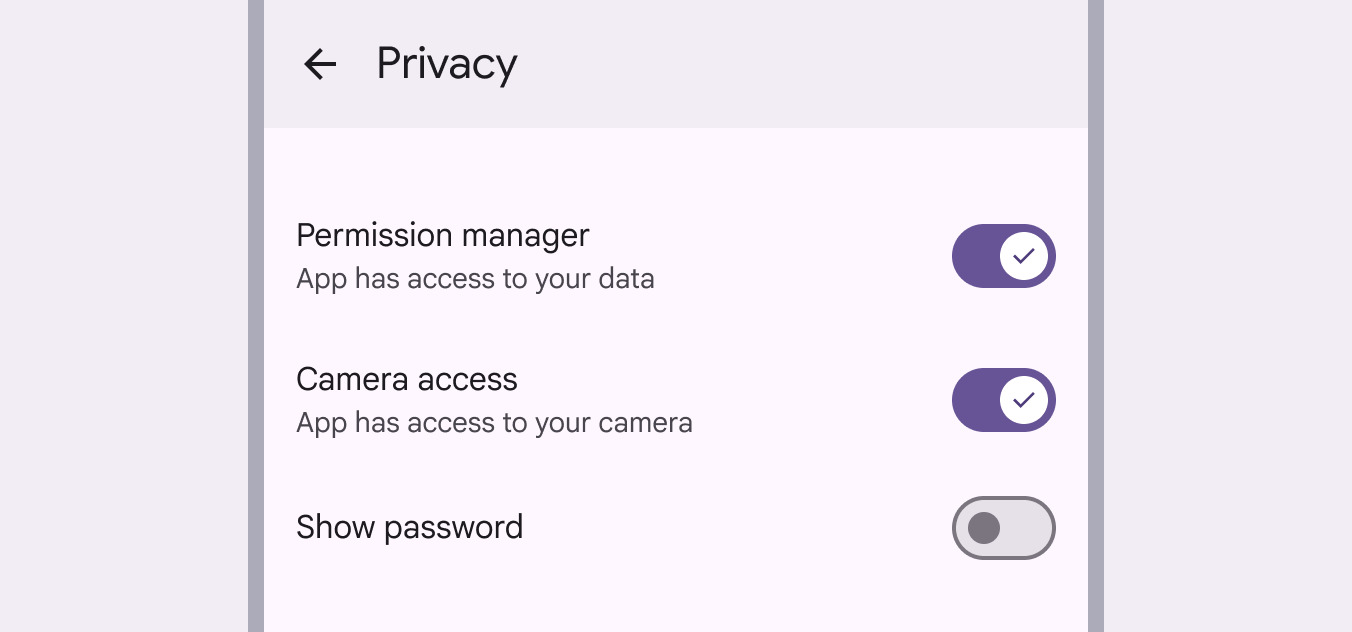 Privacy
Permission manager
App has access to your data
Camera access
App has access to your camera
Show password